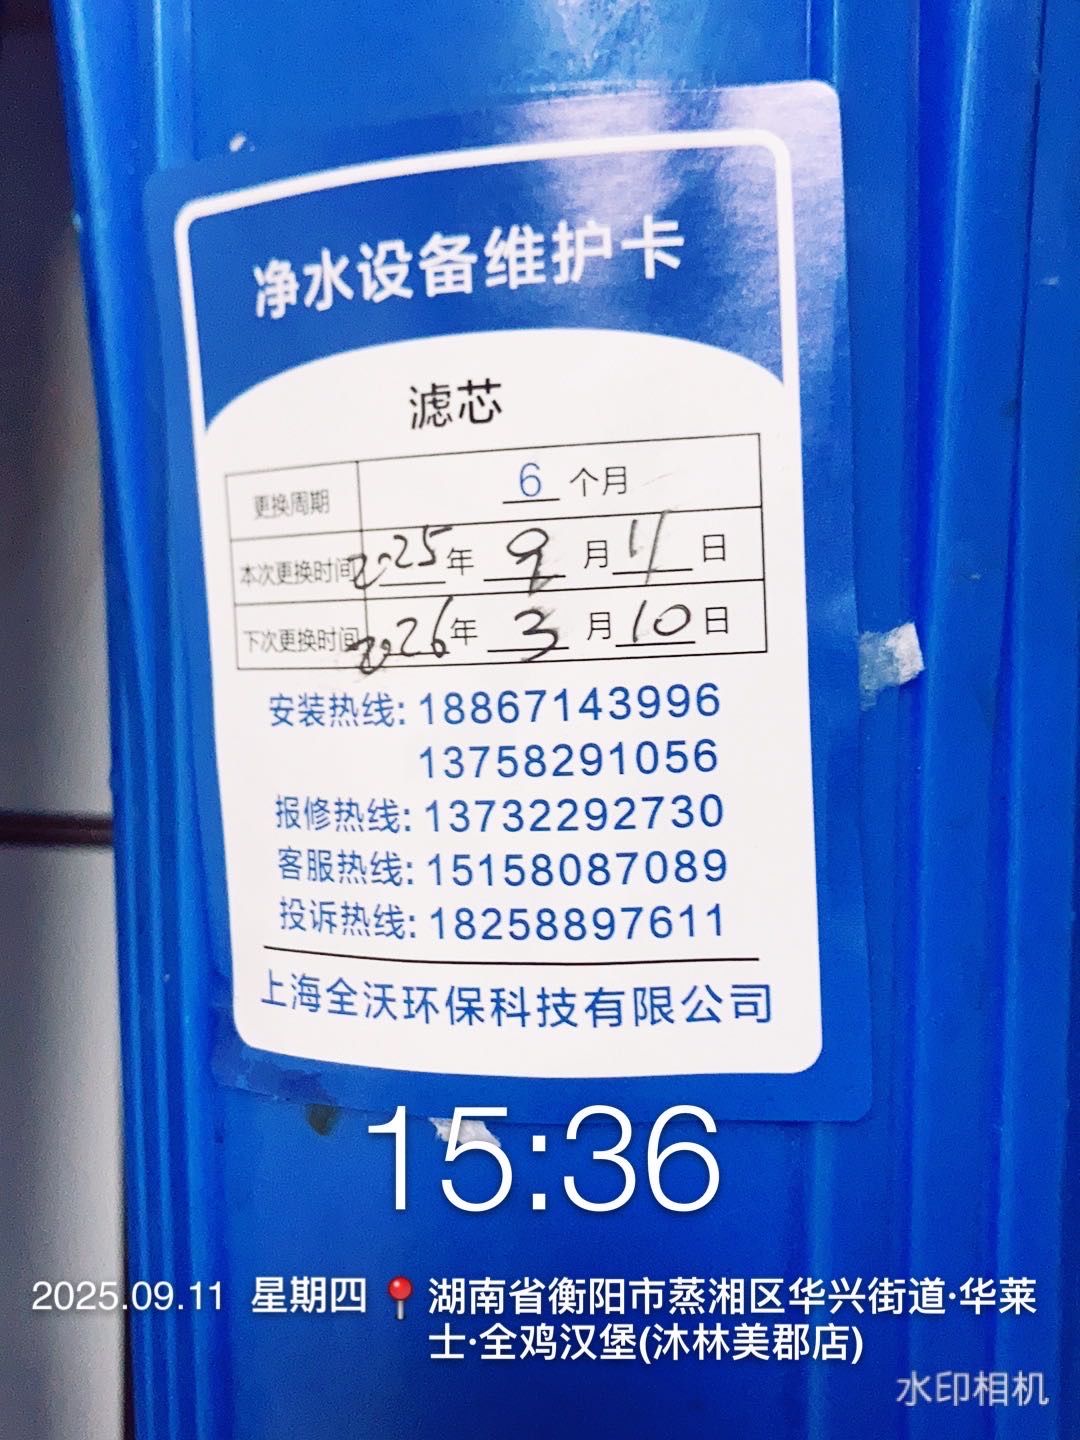 净水设备维护卡
滤芯
更换周期 6 个月
本次更换时间 2025年 9 月 11 日
下次更换时间 2026年 3 月 10 日
安装热线: 18867143996
13758291056
报修热线: 13732292730
客服热线: 15158087089
投诉热线: 18258897611
上海全沃环保科技有限公司
15:36
2025.09.11 星期四 湖南省衡阳市蒸湘区华兴街道·华莱
士·全鸡汉堡(沐林美郡店)
水印相机